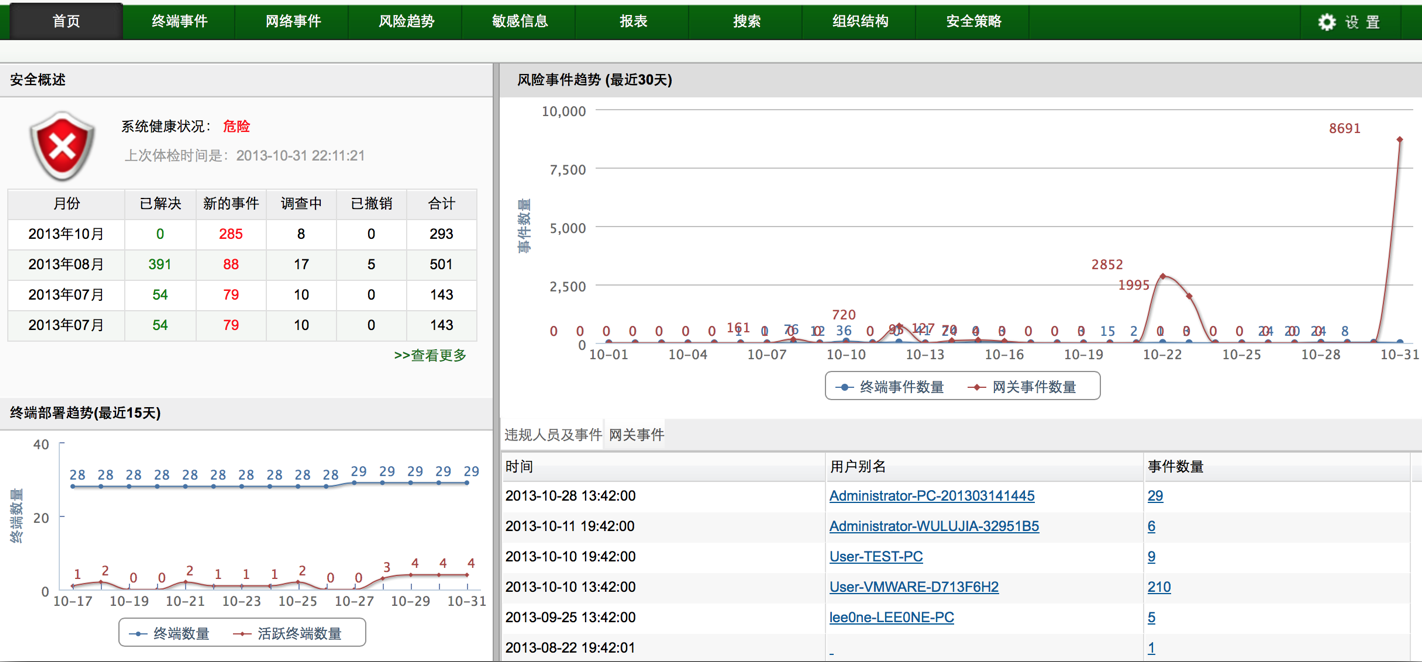 首页 终端事件 网络事件 风险趋势 敏感信息 报表 搜索 组织结构 安全策略 设 置
安全概述
系统健康状况： 危险
上次体检时间是：2013-10-31 22:11:21
月份 已解决 新的事件 调查中 已撤销 合计
2013年10月 0 285 8 0 293
2013年08月 391 88 17 5 501
2013年07月 54 79 10 0 143
2013年07月 54 79 10 0 143
>>查看更多
终端部署趋势(最近15天)
终端数量
40
20
0
28 28 28 28 28 28 28 28 28 28 29 29 29 29 29
1 2 0 0 2 1 1 1 2 0 0 3 4 4 4
10-17 10-19 10-21 10-23 10-25 10-27 10-29 10-31
终端数量 活跃终端数量
风险事件趋势 (最近30天)
事件数量
10,000
7,500
5,000
2,500
0
8691
2852
1995
720
0 0 0 0 0 0 0 161 1 76 12 36 0 95 127 3 0 0 3 15 2 0 0 24 20 24 8
10-01 10-04 10-07 10-10 10-13 10-16 10-19 10-22 10-25 10-28 10-31
终端事件数量 网关事件数量
违规人员及事件 网关事件
时间 用户别名 事件数量
2013-10-28 13:42:00 Administrator-PC-201303141445 29
2013-10-11 19:42:00 Administrator-WULUJIA-32951B5 6
2013-10-10 19:42:00 User-TEST-PC 9
2013-10-10 13:42:00 User-VMWARE-D713F6H2 210
2013-09-25 13:42:00 lee0ne-LEE0NE-PC 5
2013-08-22 19:42:01 - 1